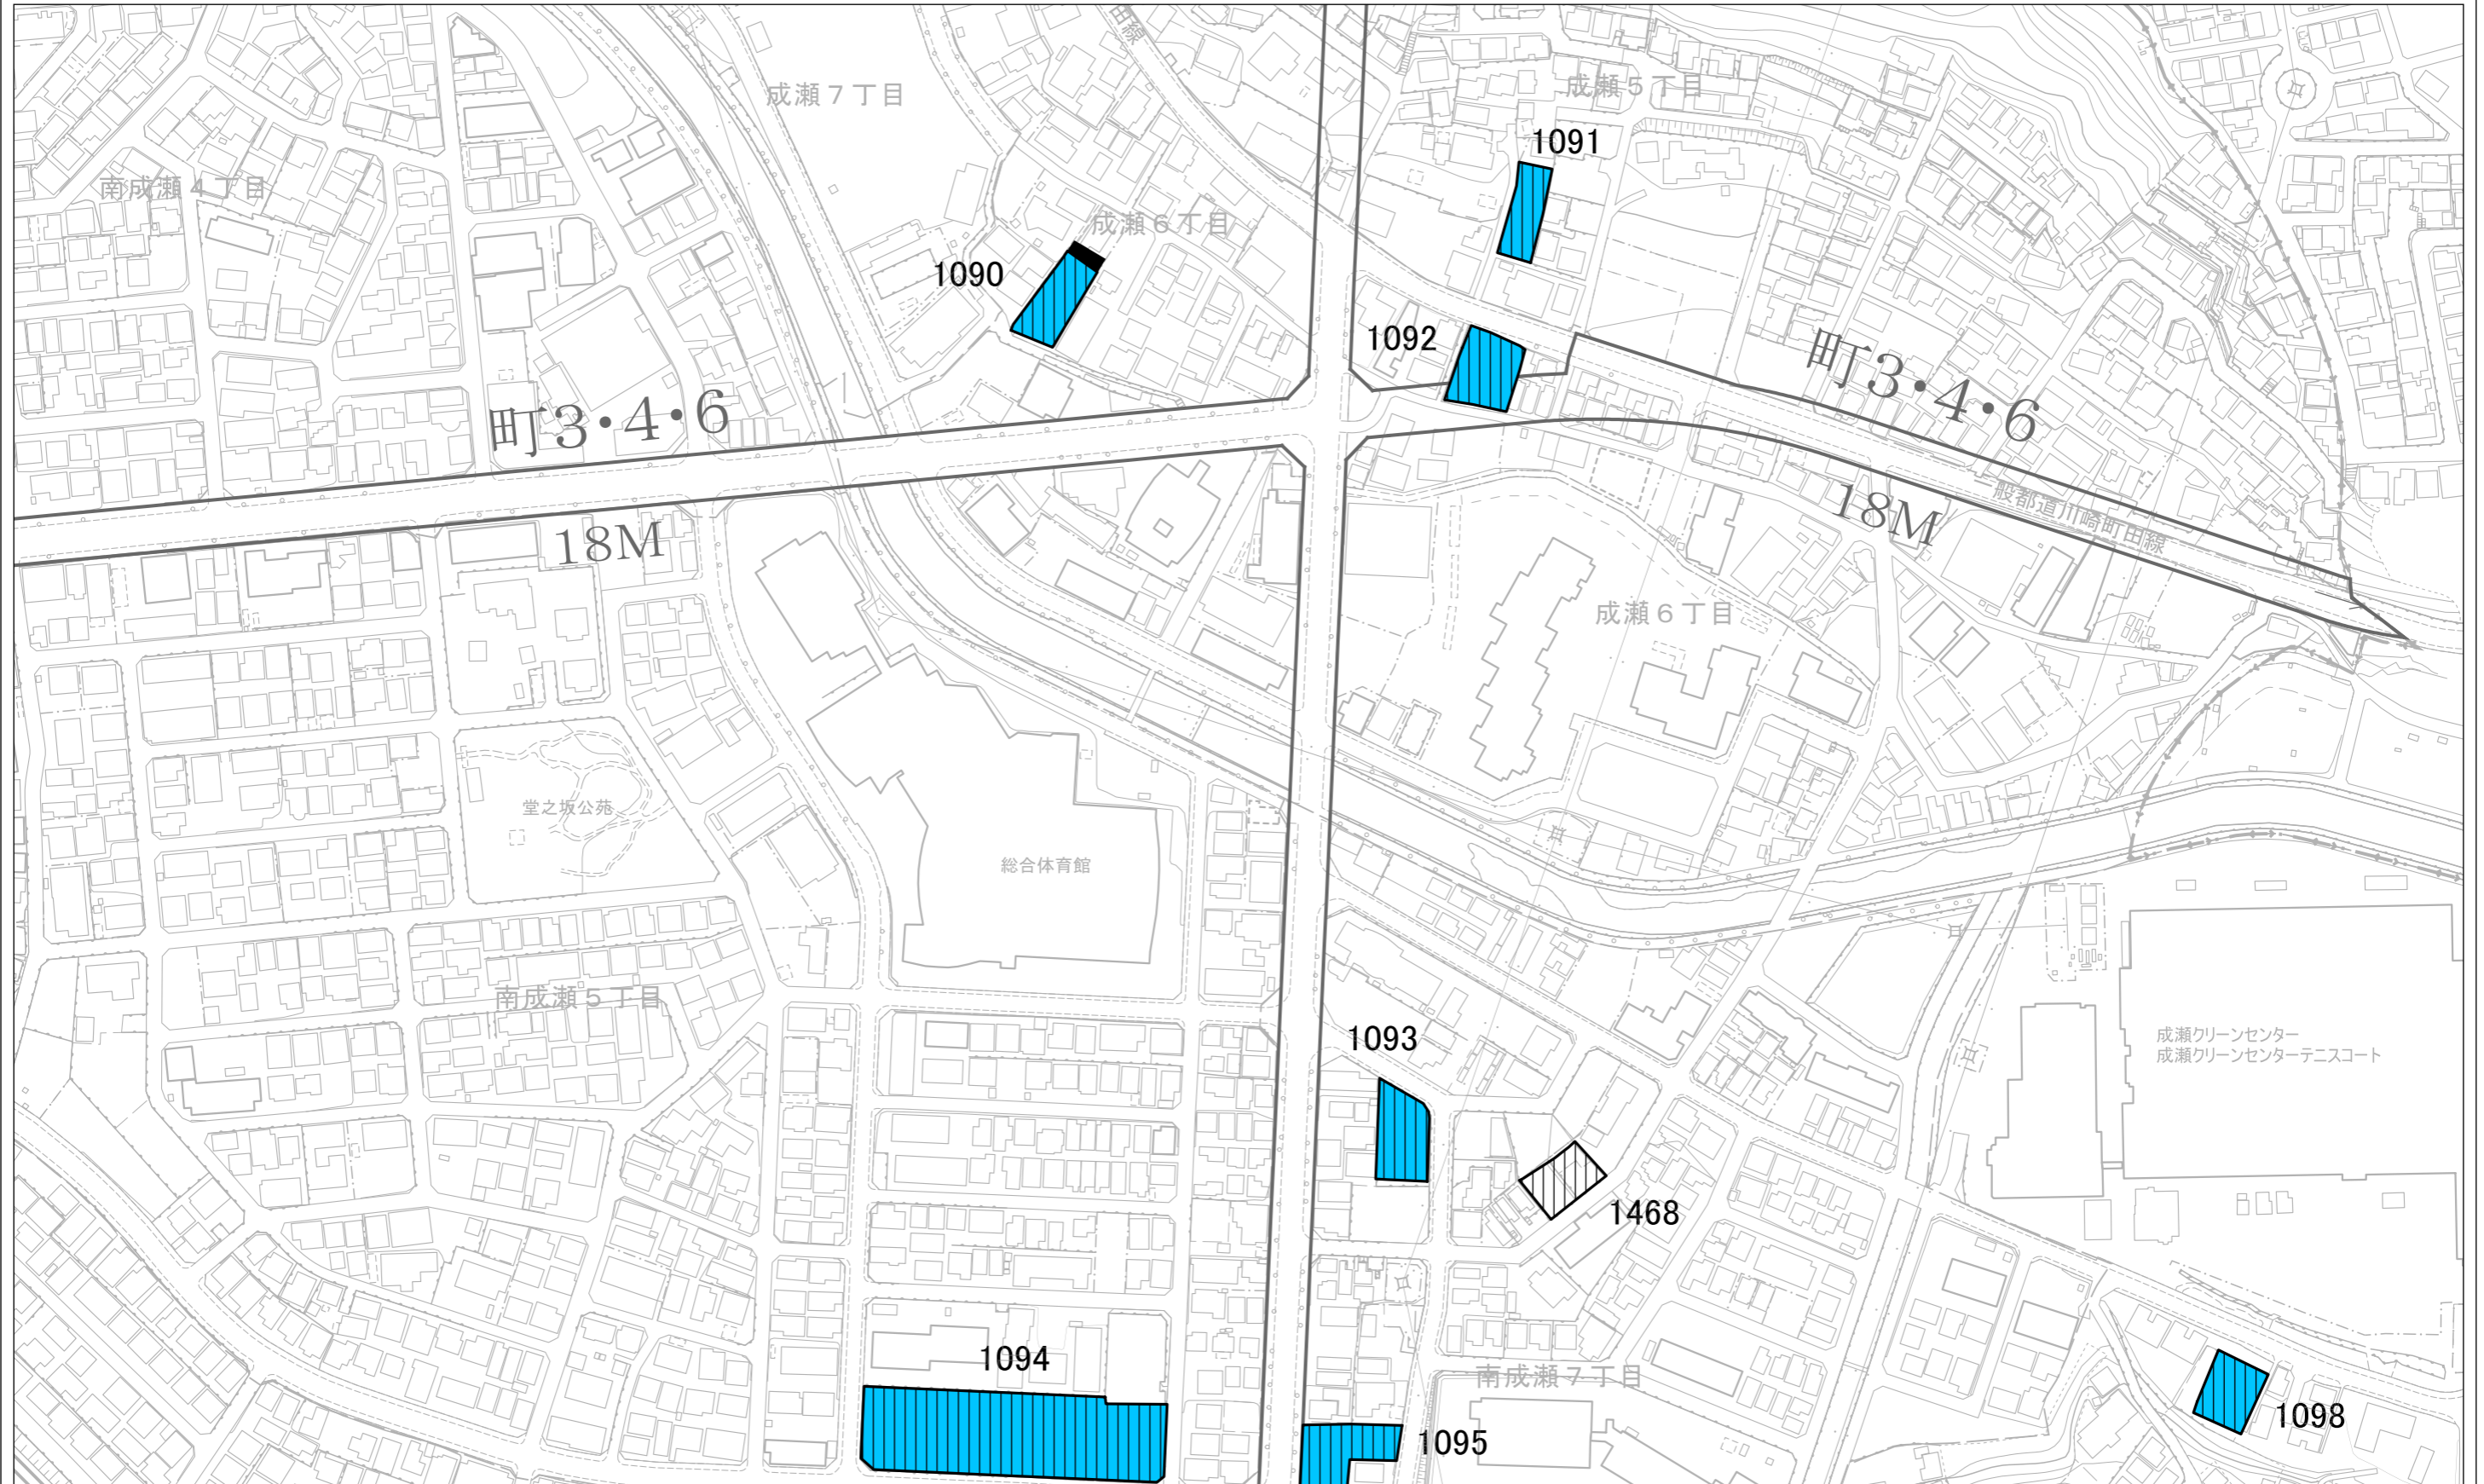 成瀬７丁目
成瀬５丁目
1091
南成瀬４丁目
成瀬６丁目
1090
1092
町3・4・6
町3・4・6
18M
一般都道川崎町田線
18M
成瀬６丁目
堂之坂公苑
総合体育館
南成瀬５丁目
1093
成瀬クリーンセンター
成瀬クリーンセンターテニスコート
1468
1094
南成瀬７丁目
1095
1098